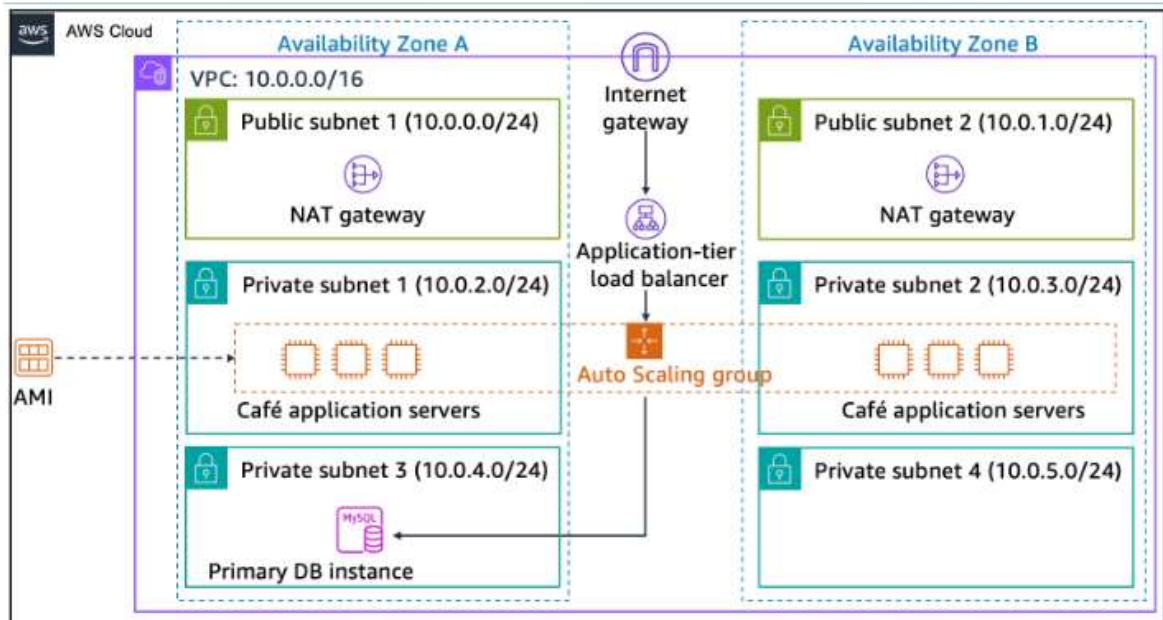 aws
AWS Cloud
Availability Zone A
Availability Zone B
VPC: 10.0.0.0/16
Internet
gateway
Public subnet 1 (10.0.0.0/24)
NAT gateway
Public subnet 2 (10.0.1.0/24)
NAT gateway
Application-tier
load balancer
Private subnet 1 (10.0.2.0/24)
Private subnet 2 (10.0.3.0/24)
AMI
Auto Scaling group
Café application servers
Café application servers
Private subnet 3 (10.0.4.0/24)
Private subnet 4 (10.0.5.0/24)
MySQL
Primary DB instance